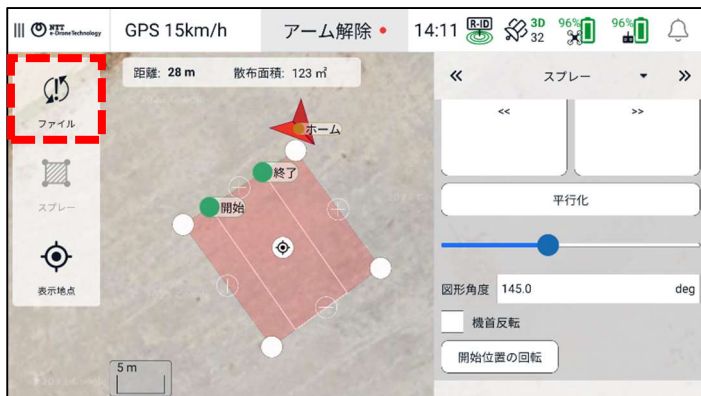 NTT e-Drone Technology
GPS 15km/h
アーム解除
14:11
R-ID
3D
32
96%
96%
ファイル
スプレー
表示地点
距離: 28 m 散布面積: 123 ㎡
ホーム
終了
開始
5 m
« スプレー »
<< >>
平行化
図形角度 145.0 deg
機首反転
開始位置の回転